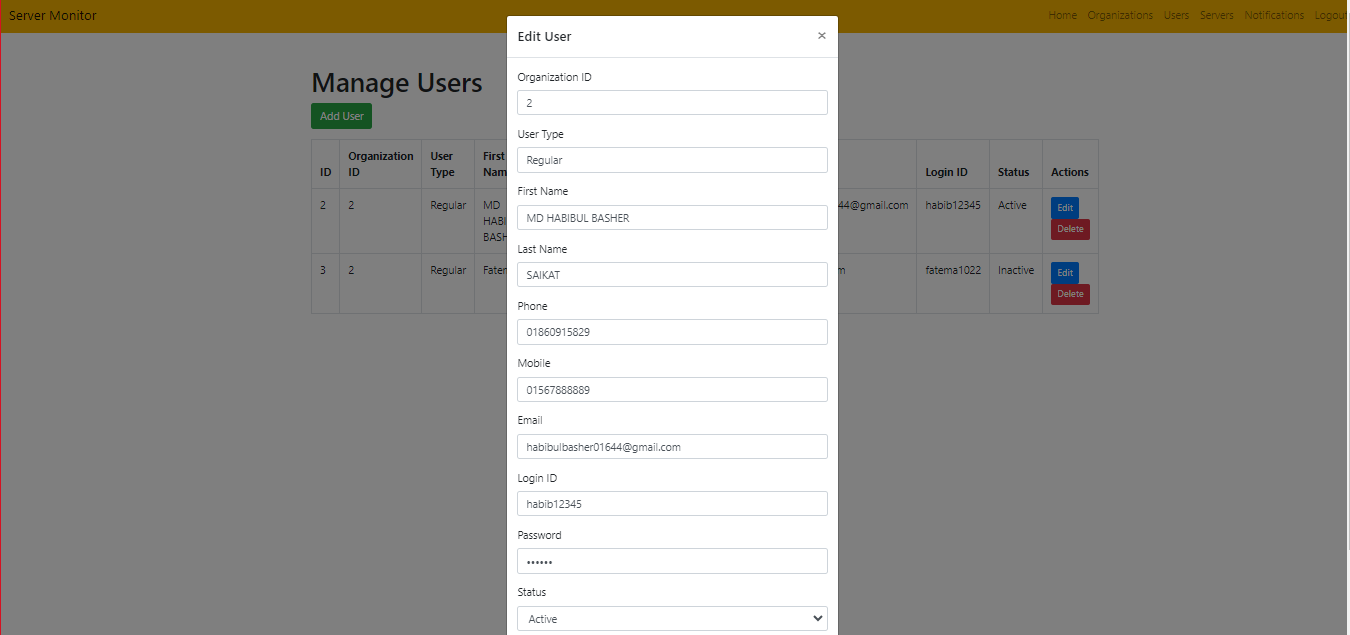 Server Monitor
Home Organizations Users Servers Notifications Logout
Edit User
×
Manage Users
Add User
Organization ID
2
User Type
Regular
First Name
MD HABIBUL BASHER
Last Name
SAIKAT
Phone
01860915829
Mobile
01567888889
Email
habibulbasher01644@gmail.com
Login ID
habib12345
Password
••••••
Status
Active
ID Organization ID User Type First Nam Login ID Status Actions
2 2 Regular MD HABI BASH 44@gmail.com habib12345 Active Edit Delete
3 2 Regular Fatem m fatema1022 Inactive Edit Delete